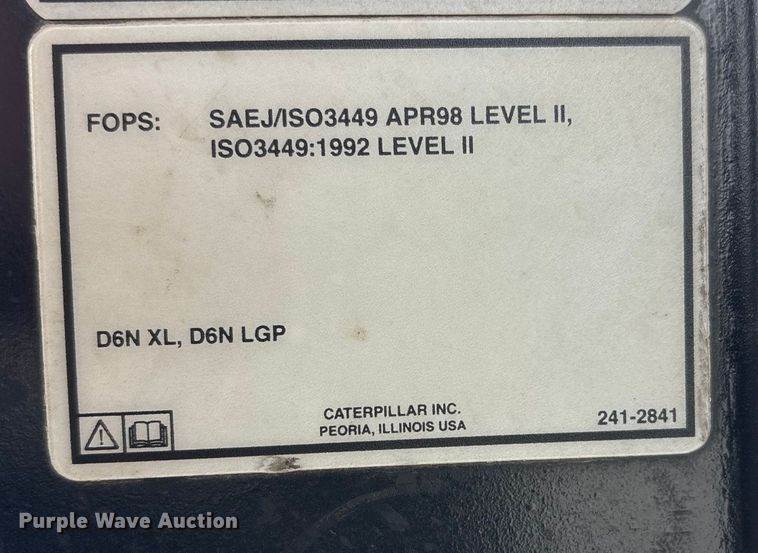 FOPS: SAEJ/ISO3449 APR98 LEVEL II,
ISO3449:1992 LEVEL II
D6N XL, D6N LGP
CATERPILLAR INC.
PEORIA, ILLINOIS USA
241-2841
Purple Wave Auction